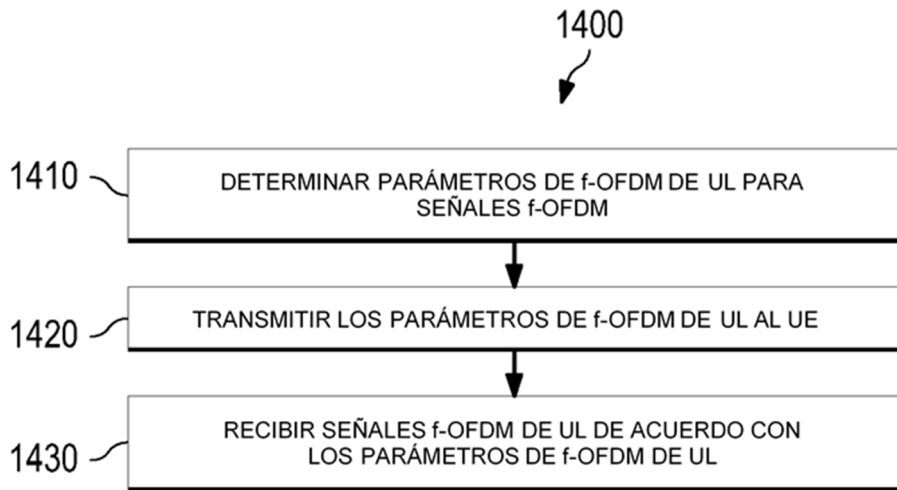 1400
1410
DETERMINAR PARÁMETROS DE f-OFDM DE UL PARA
SEÑALES f-OFDM
1420
TRANSMITIR LOS PARÁMETROS DE f-OFDM DE UL AL UE
1430
RECIBIR SEÑALES f-OFDM DE UL DE ACUERDO CON
LOS PARÁMETROS DE f-OFDM DE UL